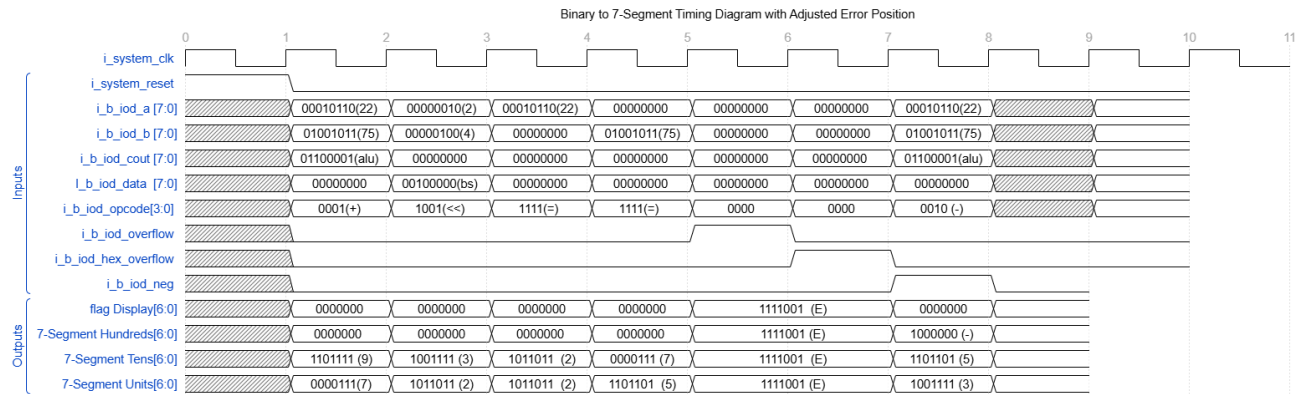 Binary to 7-Segment Timing Diagram with Adjusted Error Position
0 1 2 3 4 5 6 7 8 9 10 11
i_system_clk
Inputs
i_system_reset
i_b_iod_a [7:0] 00010110(22) 00000010(2) 00010110(22) 00000000 00000000 00000000 00010110(22)
i_b_iod_b [7:0] 01001011(75) 00000100(4) 00000000 01001011(75) 00000000 00000000 01001011(75)
i_b_iod_cout [7:0] 01100001(alu) 00000000 00000000 00000000 00000000 00000000 01100001(alu)
I_b_iod_data [7:0] 00000000 00100000(bs) 00000000 00000000 00000000 00000000 00000000
i_b_iod_opcode[3:0] 0001(+) 1001(<<) 1111(=) 1111(=) 0000 0000 0010 (-)
i_b_iod_overflow
i_b_iod_hex_overflow
i_b_iod_neg
Outputs
flag Display[6:0] 0000000 0000000 0000000 0000000 1111001 (E) 0000000
7-Segment Hundreds[6:0] 0000000 0000000 0000000 0000000 1111001 (E) 1000000 (-)
7-Segment Tens[6:0] 1101111 (9) 1001111 (3) 1011011 (2) 0000111 (7) 1111001 (E) 1101101 (5)
7-Segment Units[6:0] 0000111(7) 1011011 (2) 1011011 (2) 1101101 (5) 1111001 (E) 1001111 (3)